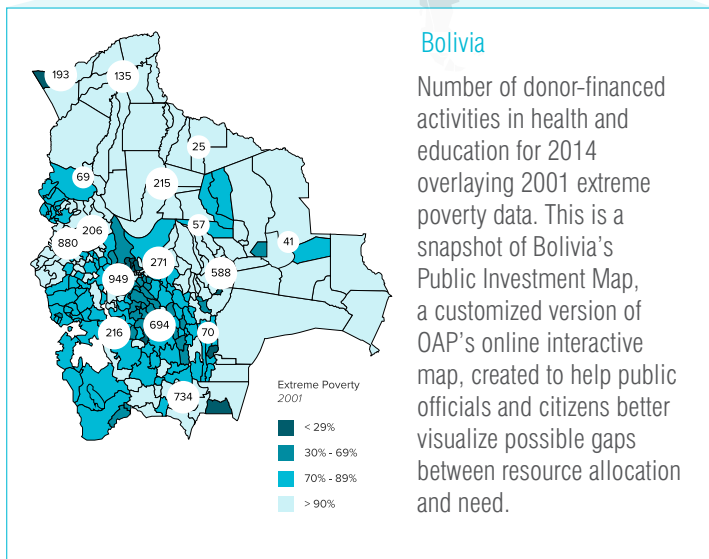 193
135
25
69
215
57
206
880
41
271
588
949
216
694
70
734
Extreme Poverty
2001
< 29%
30% - 69%
70% - 89%
> 90%
Bolivia
Number of donor-financed
activities in health and
education for 2014
overlaying 2001 extreme
poverty data. This is a
snapshot of Bolivia's
Public Investment Map,
a customized version of
OAP's online interactive
map, created to help public
officials and citizens better
visualize possible gaps
between resource allocation
and need.